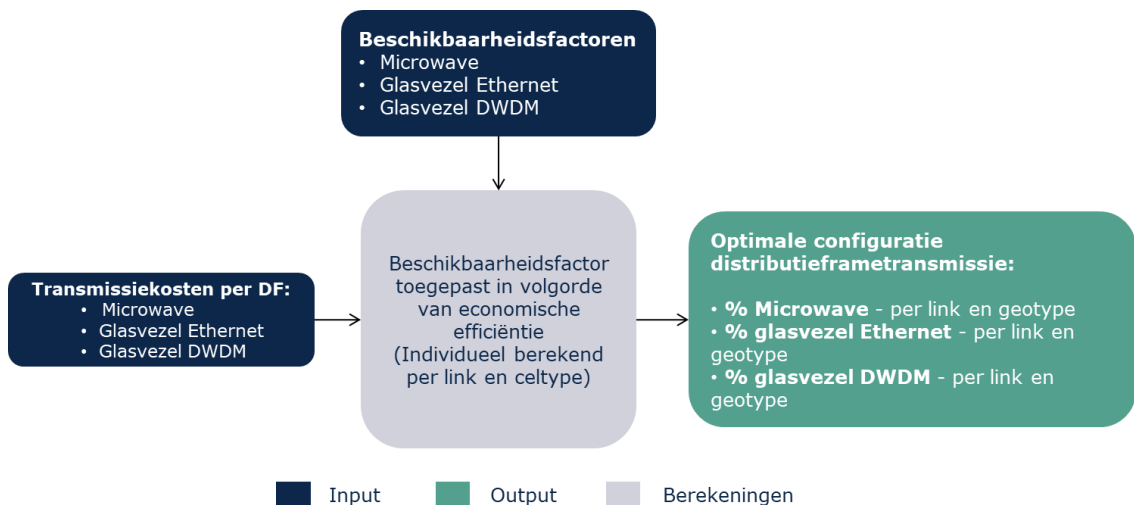 Beschikbaarheidsfactoren
• Microwave
• Glasvezel Ethernet
• Glasvezel DWDM
Transmissiekosten per DF:
• Microwave
• Glasvezel Ethernet
• Glasvezel DWDM
Beschikbaarheidsfactor
toegepast in volgorde
van economische
efficiëntie
(Individueel berekend
per link en celtype)
Optimale configuratie
distributieframetransmissie:
• % Microwave - per link en geotype
• % glasvezel Ethernet - per link en
geotype
• % glasvezel DWDM - per link en
geotype
Input
Output
Berekeningen